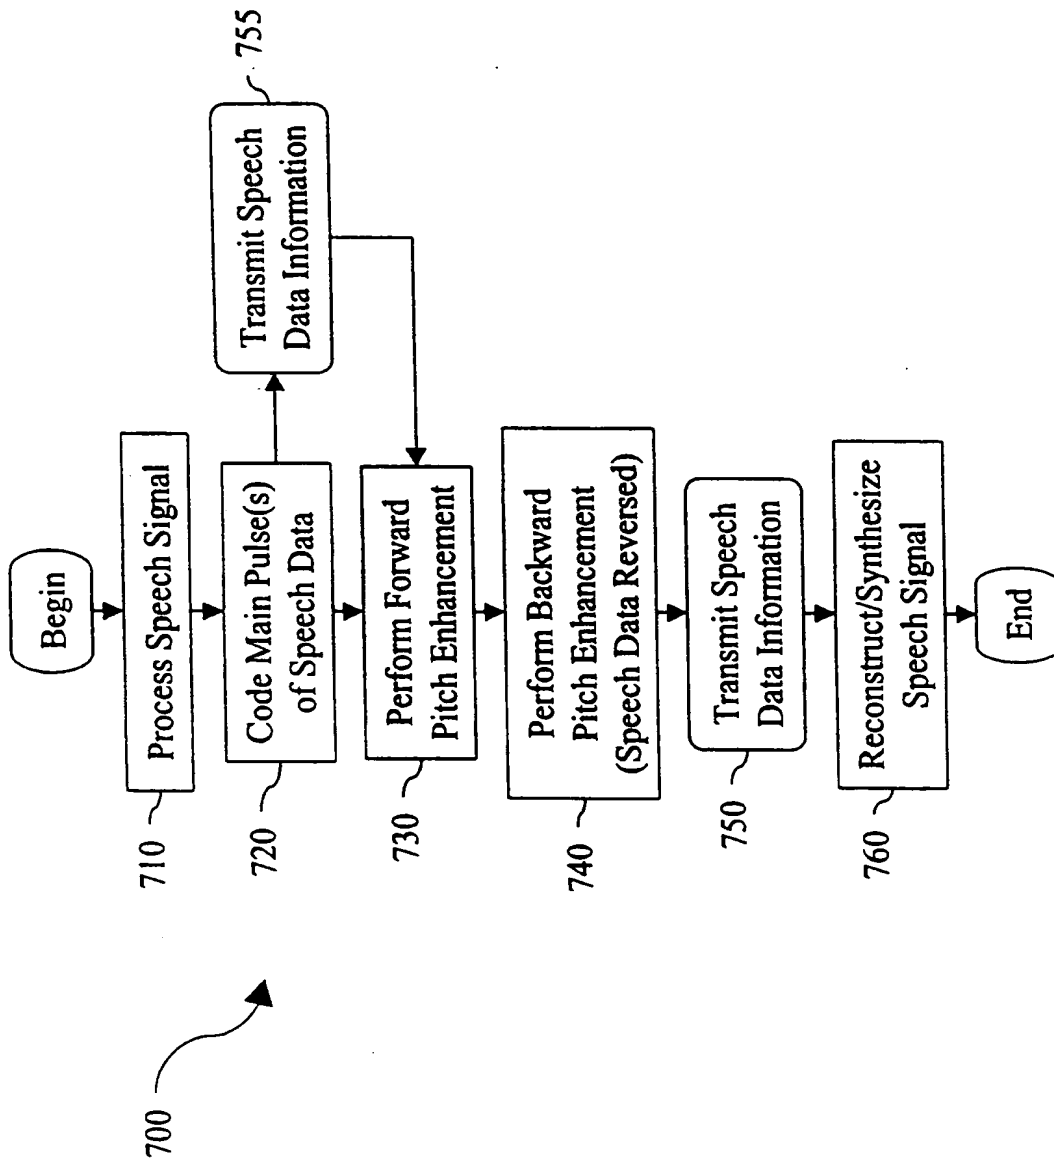 700
Begin
710
Process Speech Signal
720
Code Main Pulse(s)
of Speech Data
755
Transmit Speech
Data Information
730
Perform Forward
Pitch Enhancement
740
Perform Backward
Pitch Enhancement
(Speech Data Reversed)
750
Transmit Speech
Data Information
760
Reconstruct/Synthesize
Speech Signal
End